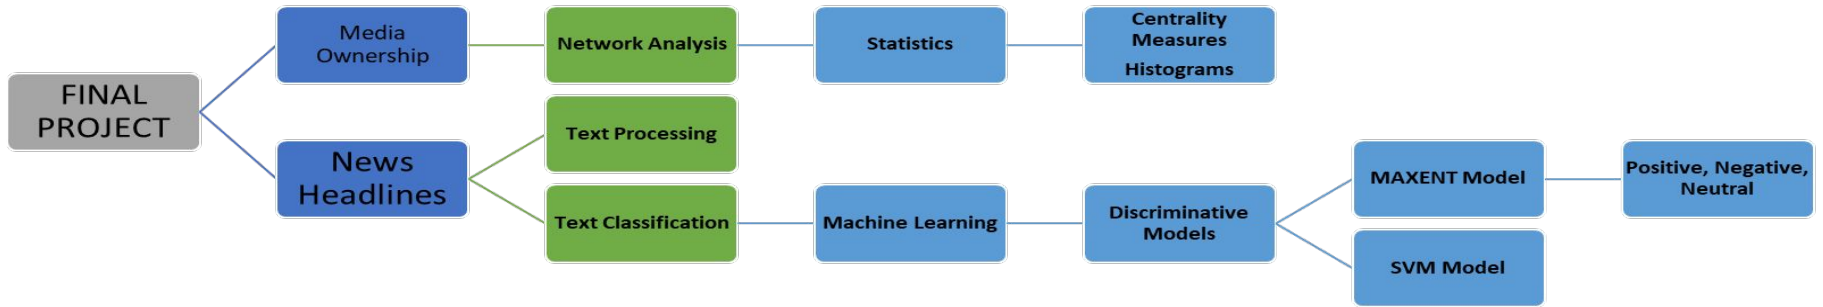 FINAL
PROJECT
Media
Ownership
Network Analysis
Statistics
Centrality
Measures
Histograms
News
Headlines
Text Processing
Text Classification
Machine Learning
Discriminative
Models
MAXENT Model
Positive, Negative,
Neutral
SVM Model